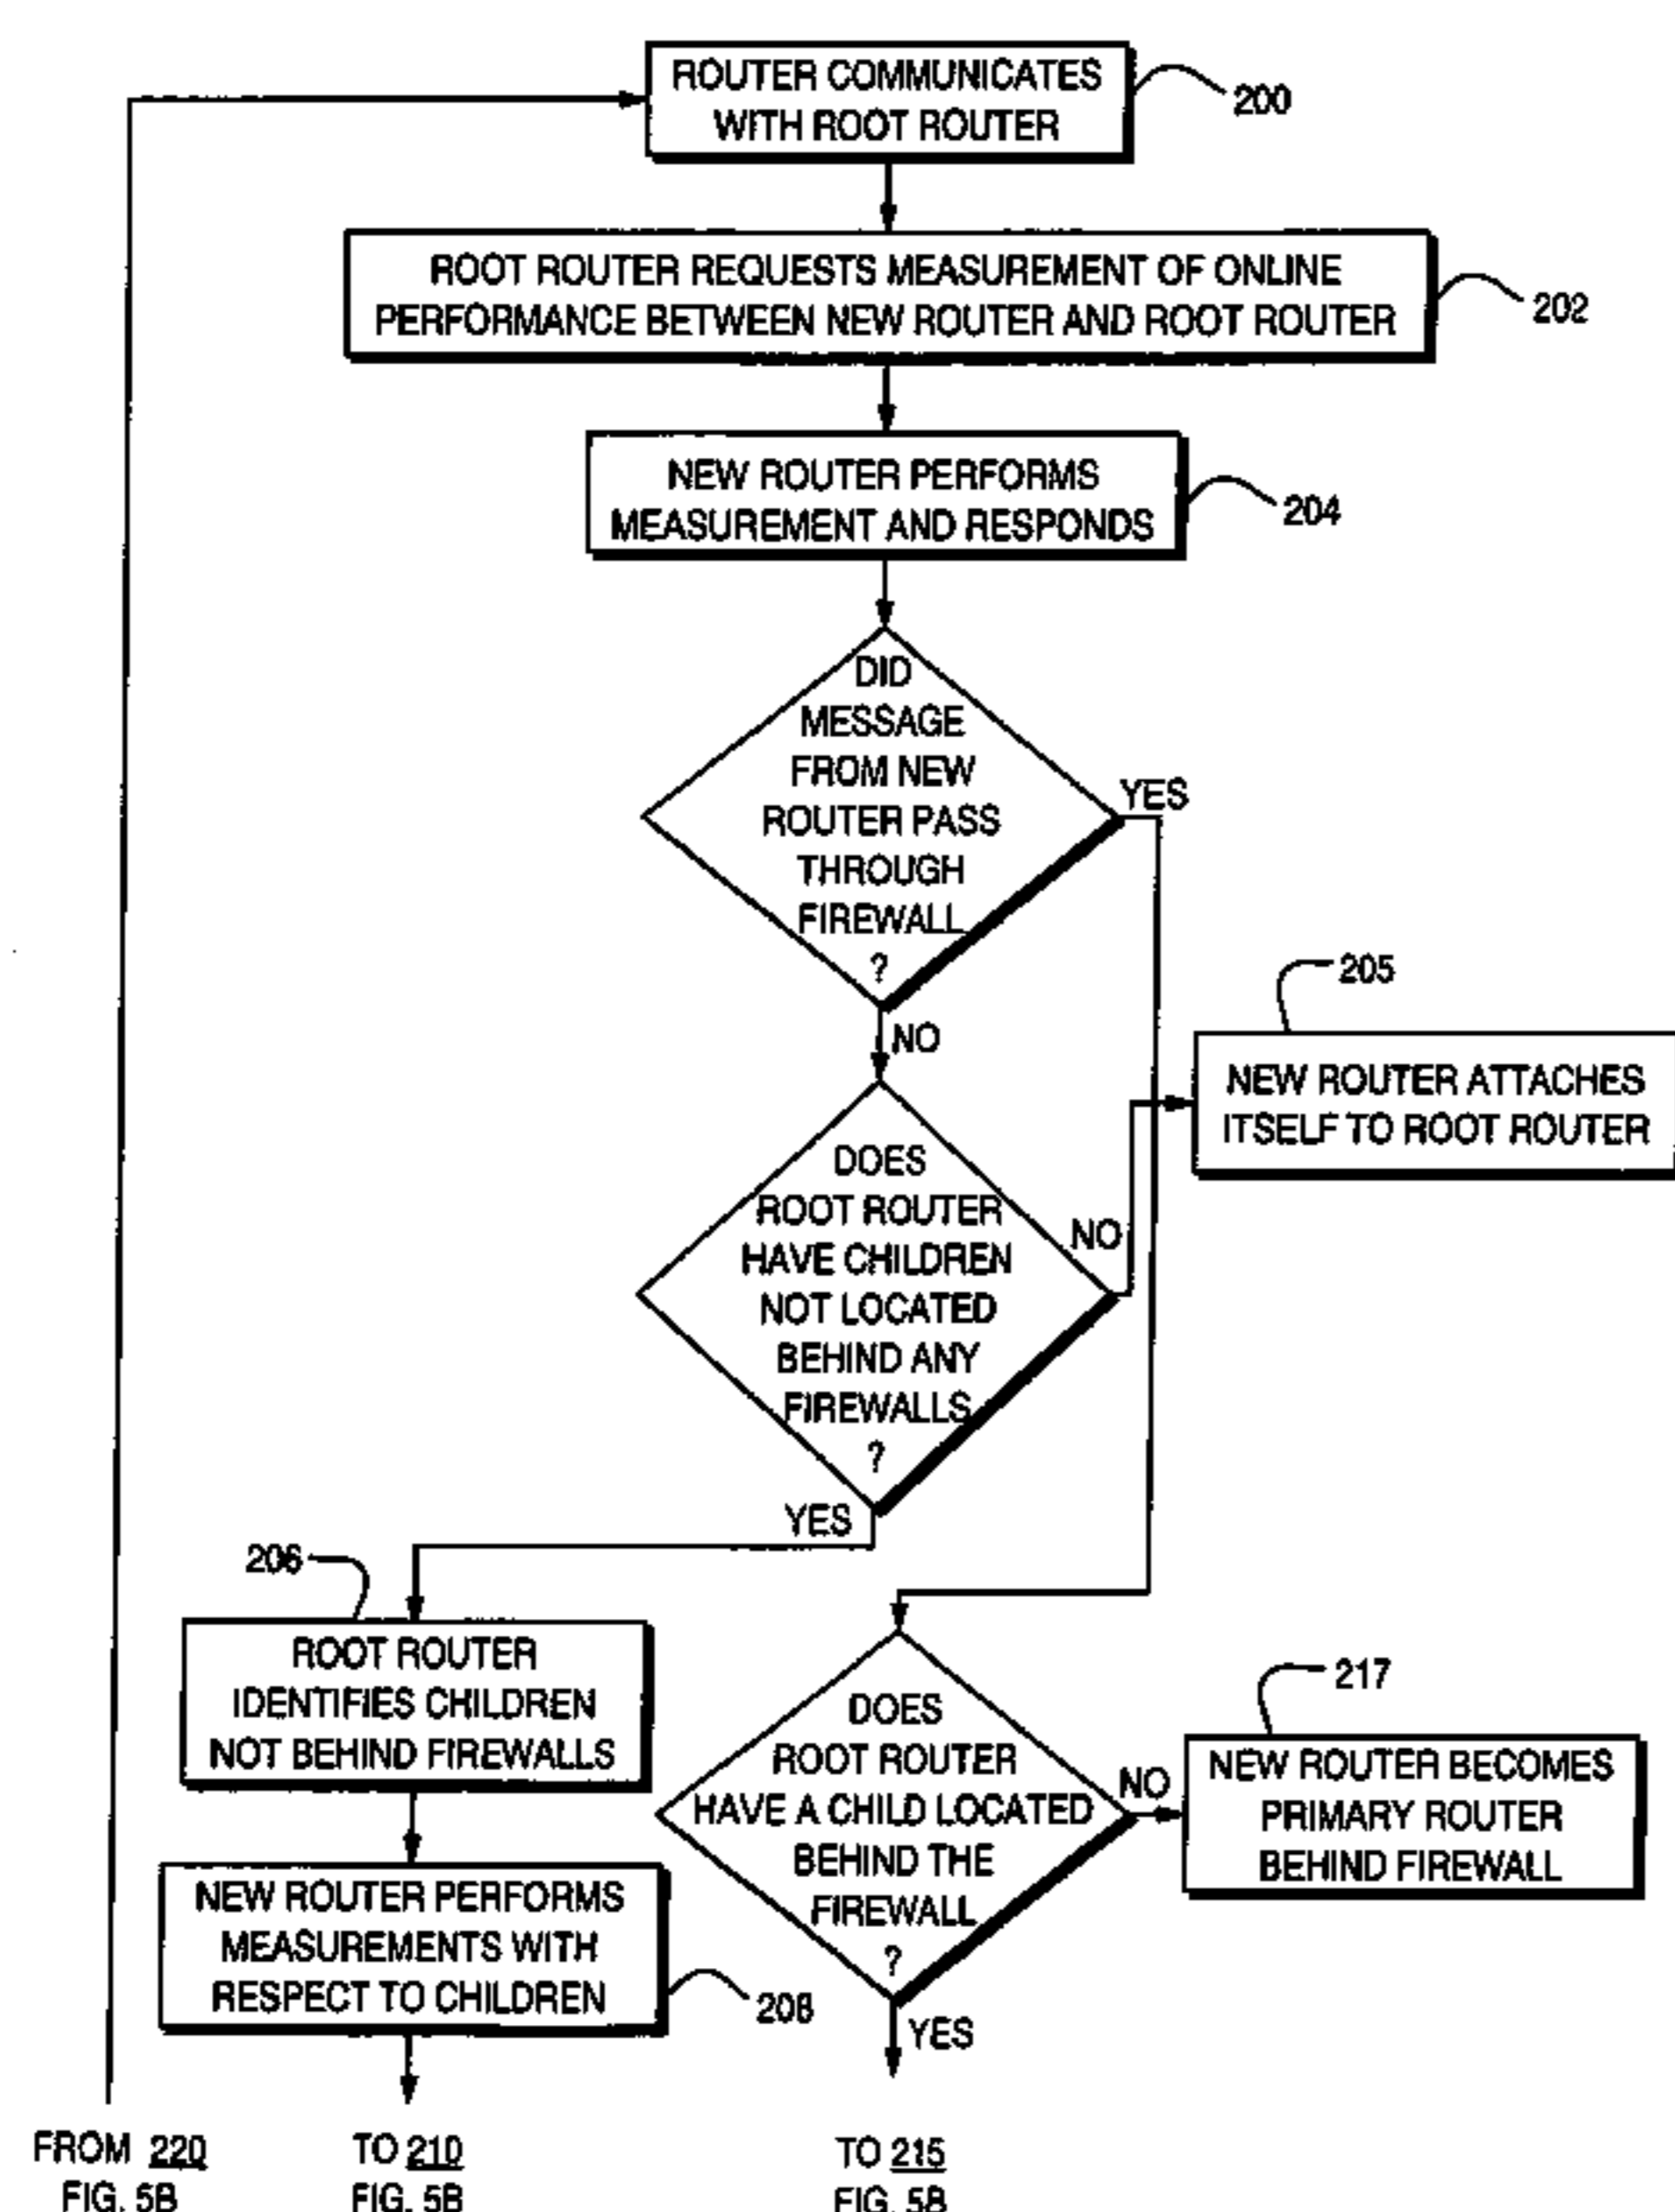 ROUTER COMMUNICATES
WITH ROOT ROUTER
200
ROOT ROUTER REQUESTS MEASUREMENT OF ONLINE
PERFORMANCE BETWEEN NEW ROUTER AND ROOT ROUTER
202
NEW ROUTER PERFORMS
MEASUREMENT AND RESPONDS
204
DID
MESSAGE
FROM NEW
ROUTER PASS
THROUGH
FIREWALL
?
YES
NO
205
NEW ROUTER ATTACHES
ITSELF TO ROOT ROUTER
DOES
ROOT ROUTER
HAVE CHILDREN
NOT LOCATED
BEHIND ANY
FIREWALLS
?
NO
YES
206
ROOT ROUTER
IDENTIFIES CHILDREN
NOT BEHIND FIREWALLS
DOES
ROOT ROUTER
HAVE A CHILD LOCATED
BEHIND THE
FIREWALL
?
NO
217
NEW ROUTER BECOMES
PRIMARY ROUTER
BEHIND FIREWALL
NEW ROUTER PERFORMS
MEASUREMENTS WITH
RESPECT TO CHILDREN
208
YES
FROM 220
FIG. 5B
TO 210
FIG. 5B
TO 215
FIG. 5B